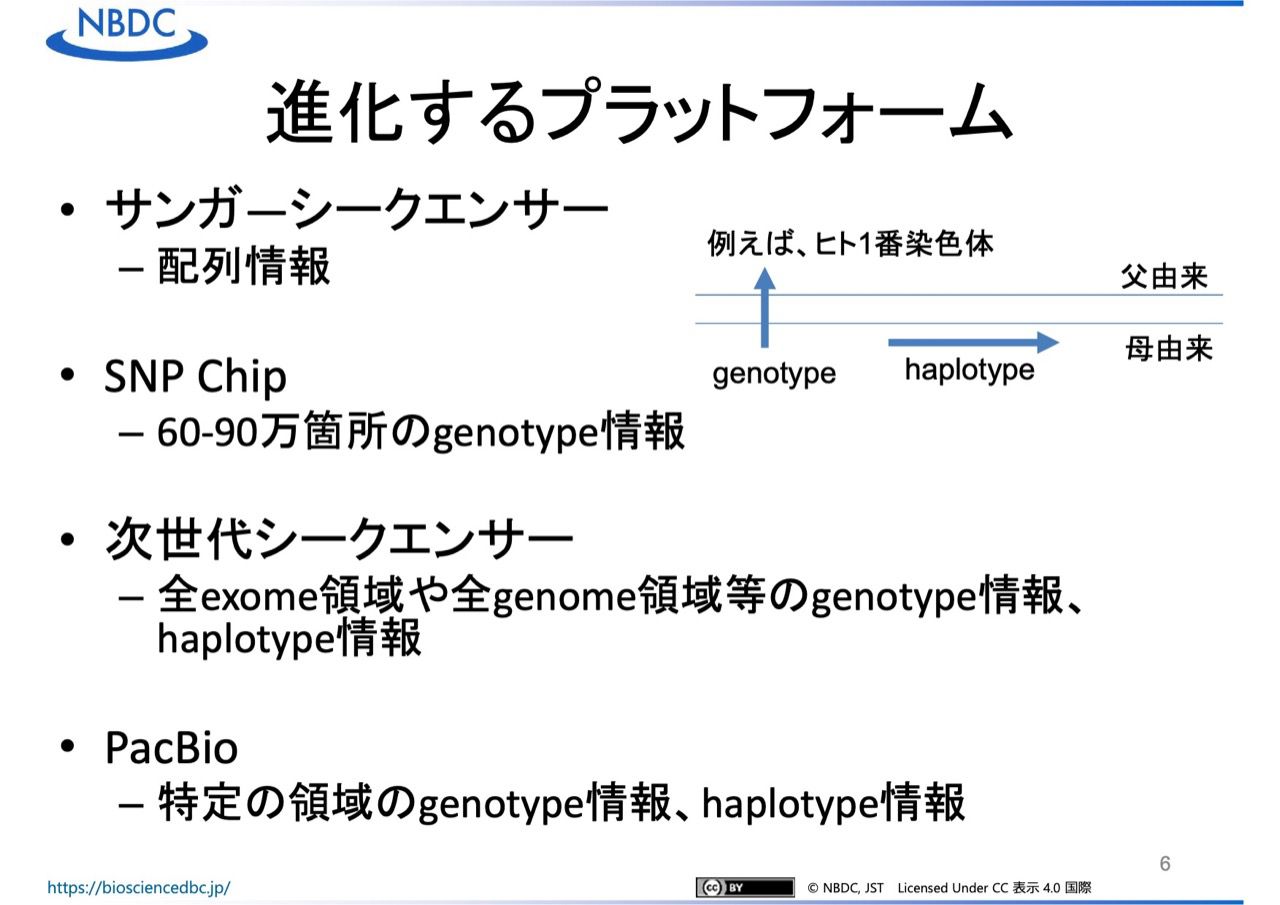 NBDC
進化するプラットフォーム
• サンガーシークエンサー
– 配列情報
例えば、ヒト1番染色体
父由来
母由来
genotype
haplotype
• SNP Chip
– 60-90万箇所のgenotype情報
• 次世代シークエンサー
– 全exome領域や全genome領域等のgenotype情報、
haplotype情報
• PacBio
– 特定の領域のgenotype情報、haplotype情報
6
https://biosciencedbc.jp/
cc BY
© NBDC, JST Licensed Under CC 表示 4.0 国際